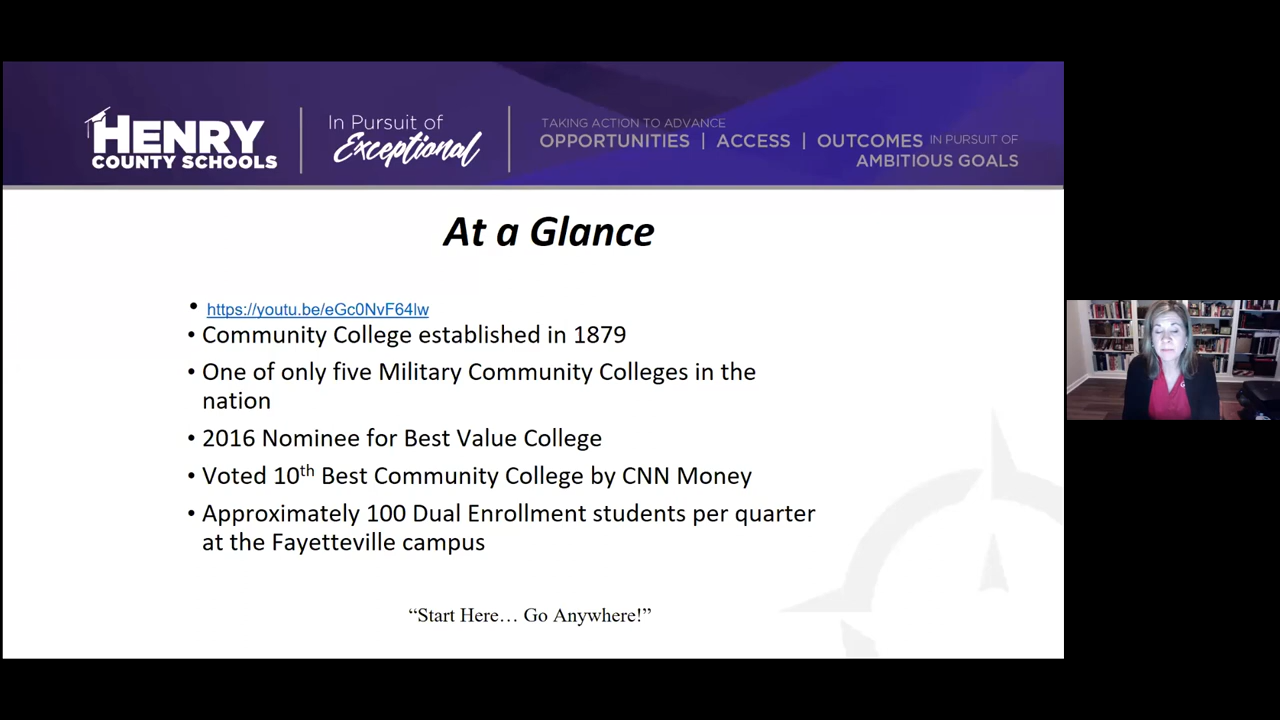 HENRY
COUNTY SCHOOLS
In Pursuit of
Exceptional
TAKING ACTION TO ADVANCE
OPPORTUNITIES | ACCESS | OUTCOMES IN PURSUIT OF
AMBITIOUS GOALS
At a Glance
• https://youtu.be/eGc0NvF64lw
• Community College established in 1879
• One of only five Military Community Colleges in the
nation
• 2016 Nominee for Best Value College
• Voted 10th Best Community College by CNN Money
• Approximately 100 Dual Enrollment students per quarter
at the Fayetteville campus
“Start Here… Go Anywhere!”